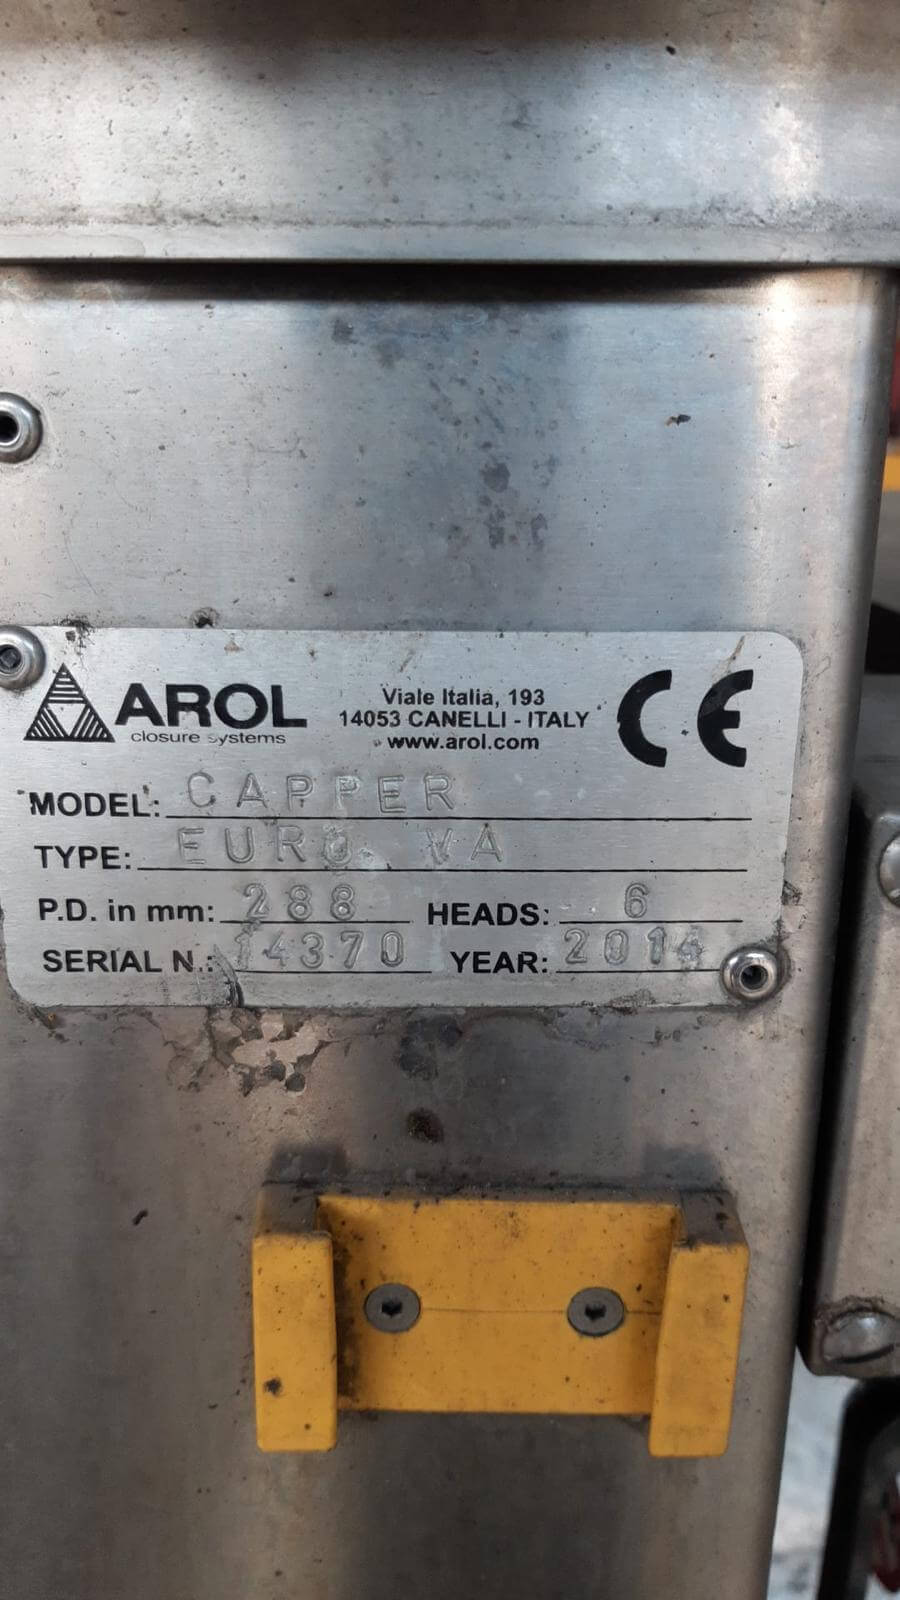 AROL
closure systems
Viale Italia, 193
14053 CANELLI - ITALY
www.arol.com
CE
MODEL: CAPPER
TYPE: EURO VA
P.D. in mm: 288 HEADS: 6
SERIAL N.: 14370 YEAR: 2014